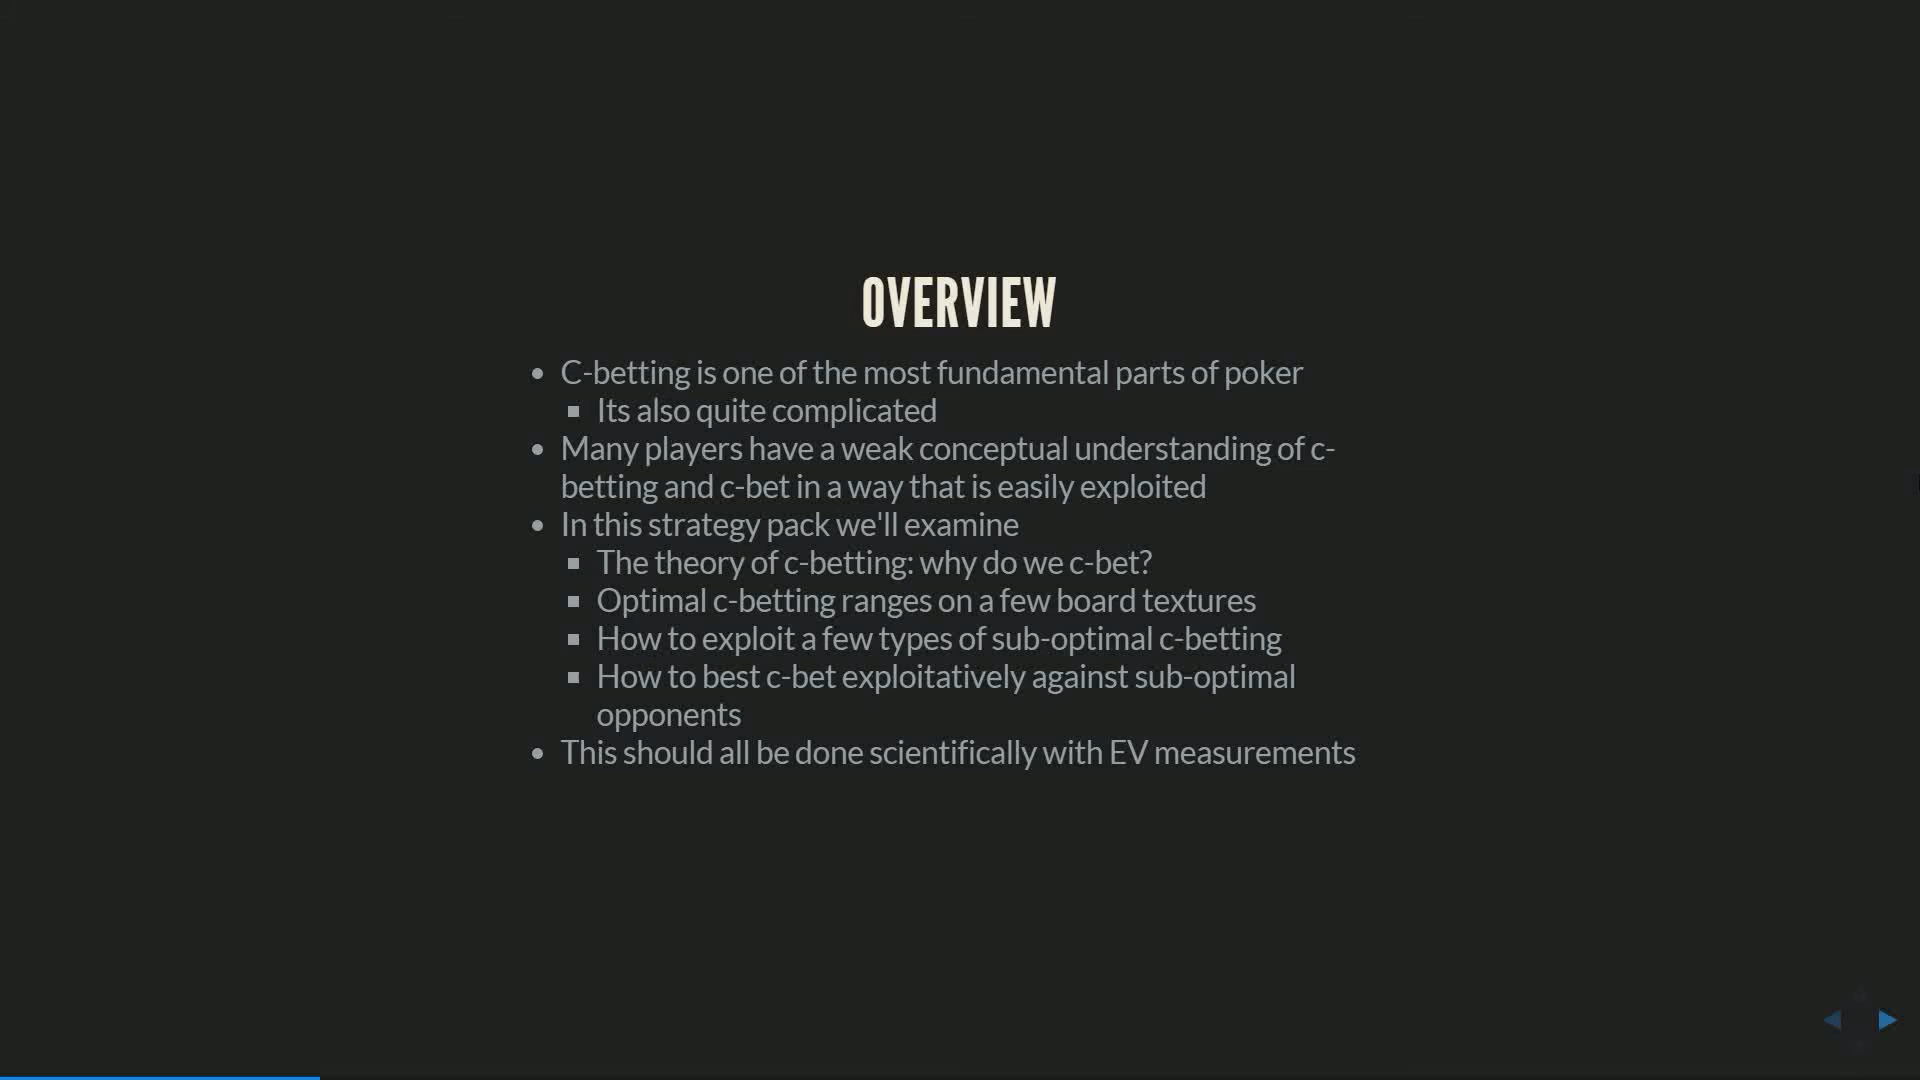 OVERVIEW
C-betting is one of the most fundamental parts of poker
Its also quite complicated
Many players have a weak conceptual understanding of c-
betting and c-bet in a way that is easily exploited
In this strategy pack we'll examine
The theory of c-betting: why do we c-bet?
Optimal c-betting ranges on a few board textures
How to exploit a few types of sub-optimal c-betting
How to best c-bet exploitatively against sub-optimal
opponents
This should all be done scientifically with EV measurements